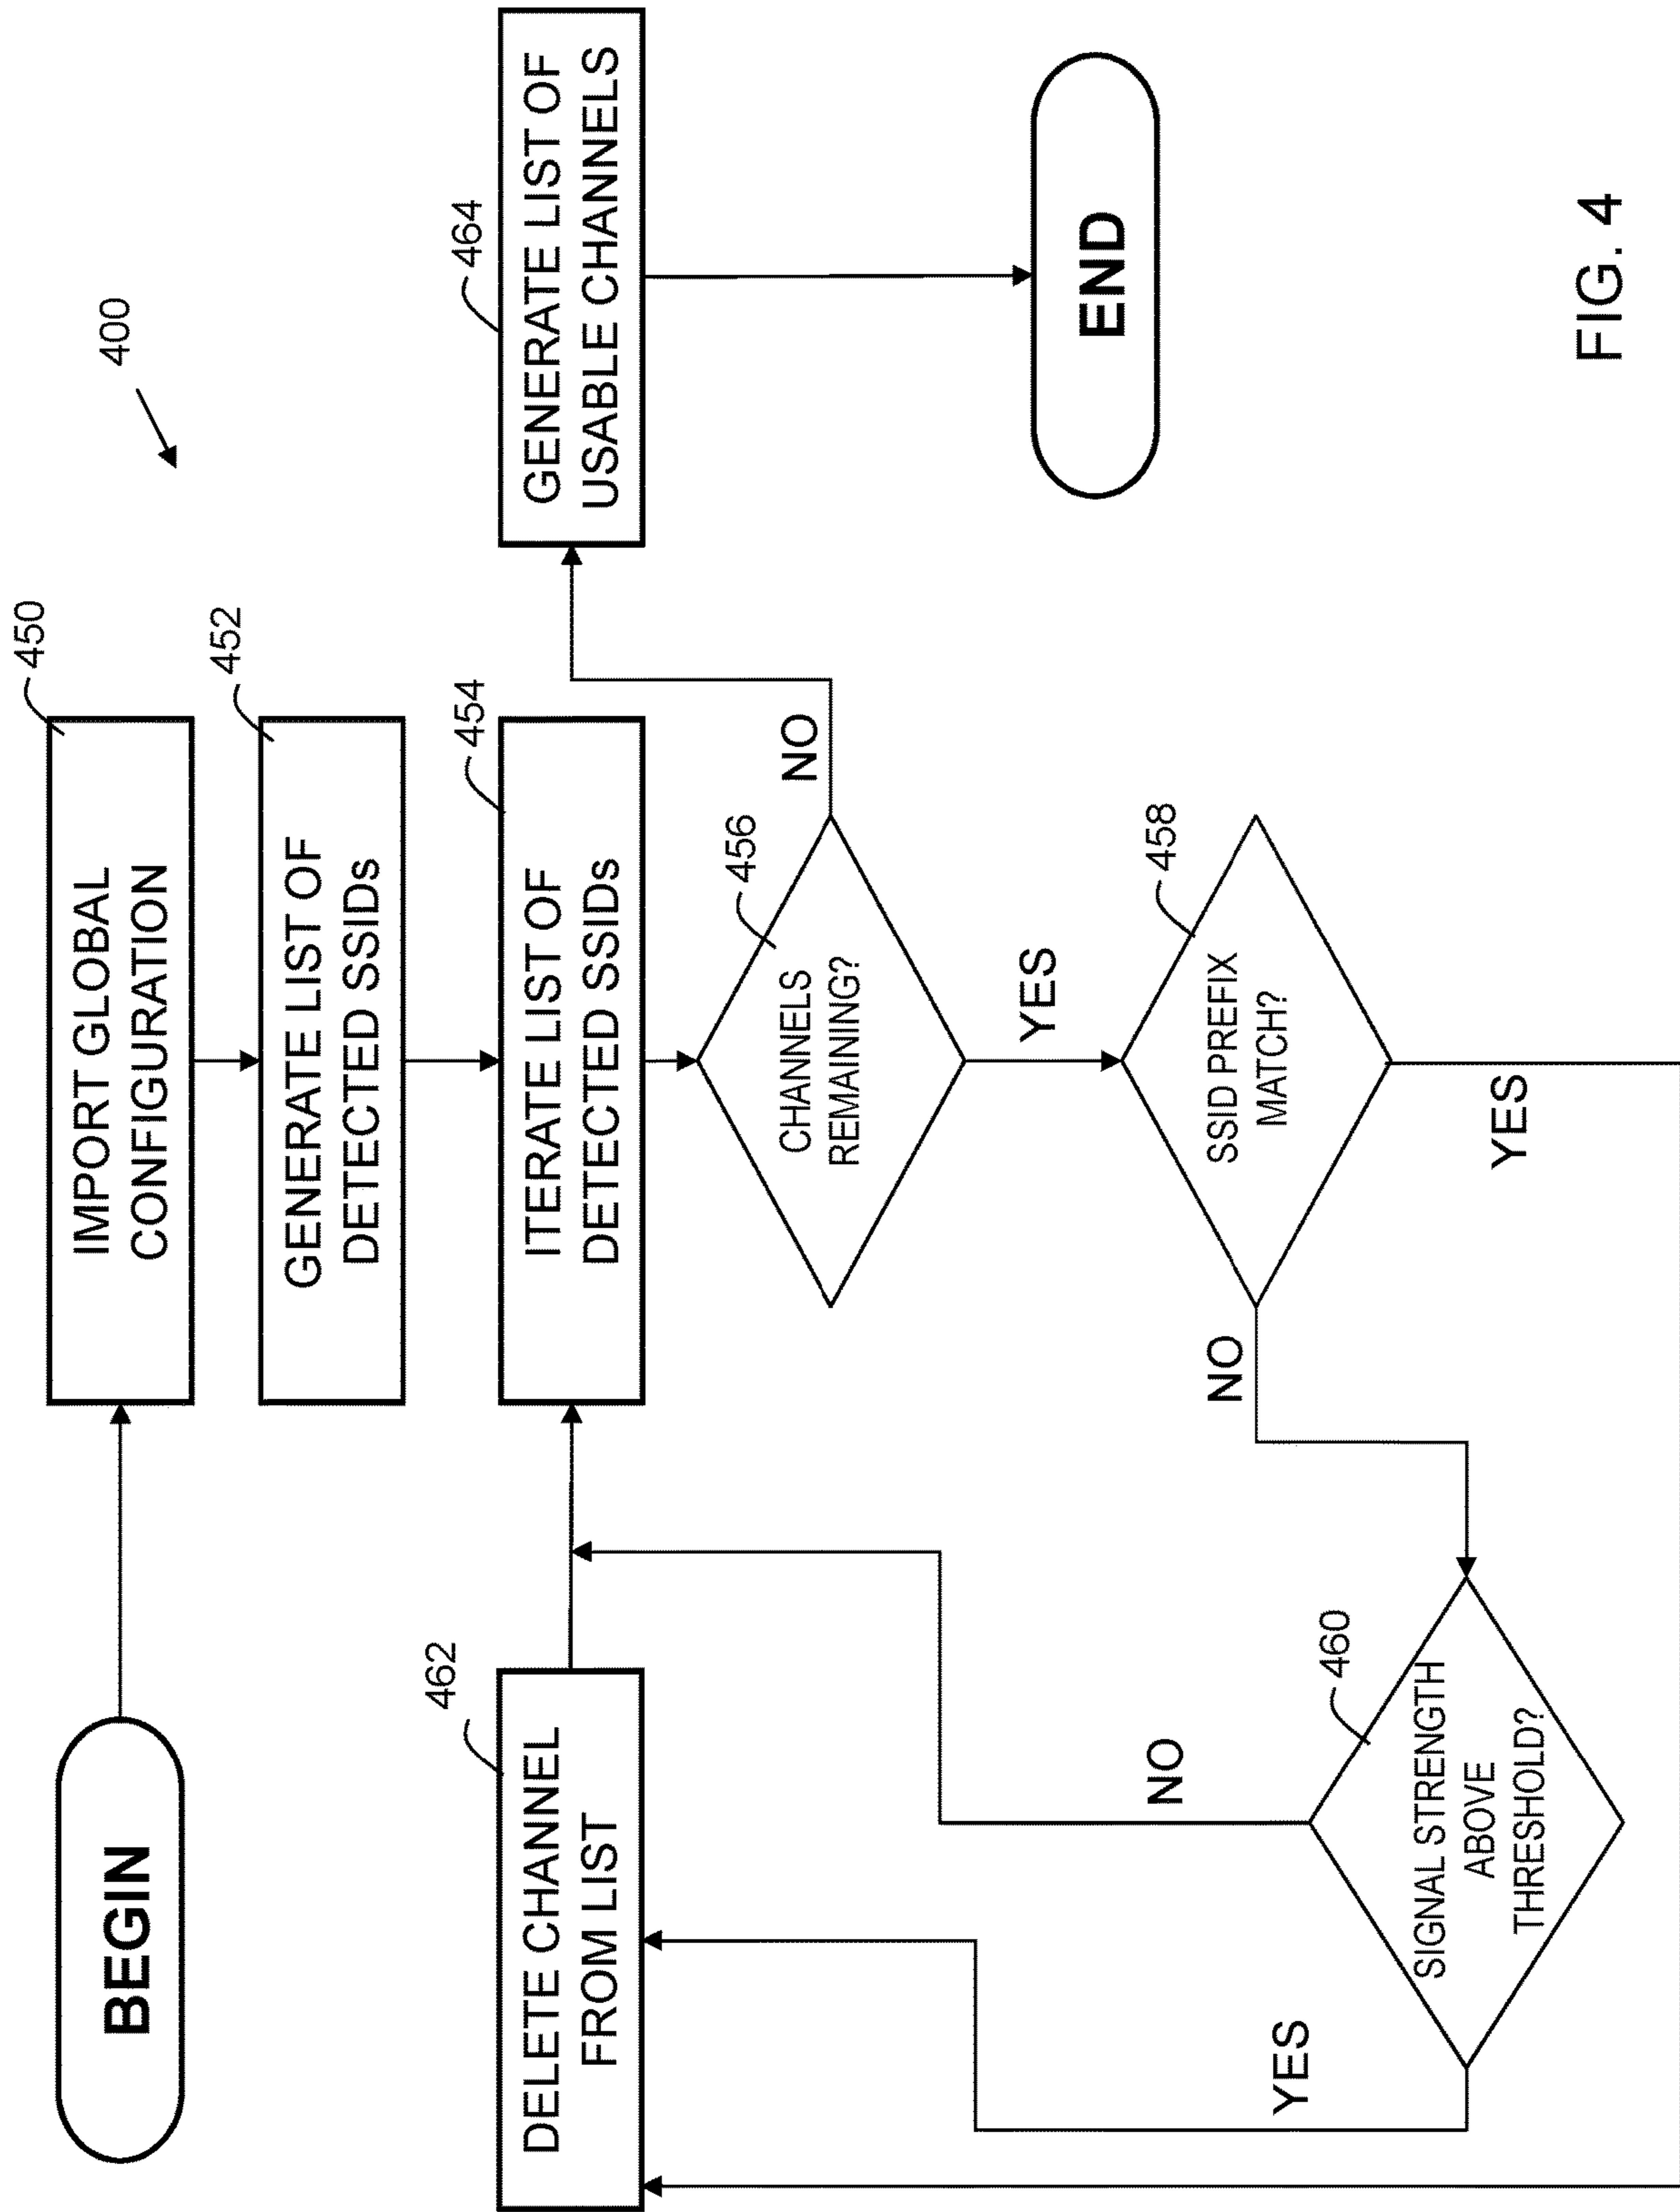 400
BEGIN
450
IMPORT GLOBAL
CONFIGURATION
452
GENERATE LIST OF
DETECTED SSIDs
462
DELETE CHANNEL
FROM LIST
454
ITERATE LIST OF
DETECTED SSIDs
464
GENERATE LIST OF
USABLE CHANNELS
NO
456
CHANNELS
REMAINING?
YES
END
458
SSID PREFIX
MATCH?
NO
YES
460
SIGNAL STRENGTH
ABOVE
THRESHOLD?
NO
YES
FIG. 4